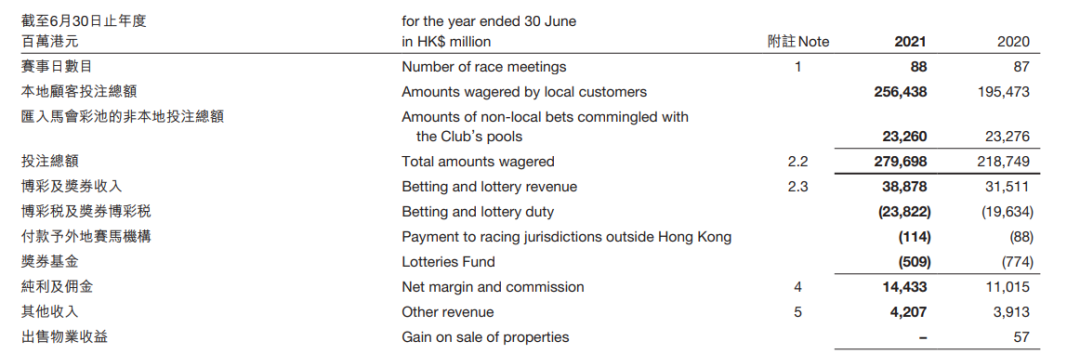 截至6月30日止年度 for the year ended 30 June
百萬港元 in HK$ million 附註 Note 2021 2020
賽事日數目 Number of race meetings 1 88 87
本地顧客投注總額 Amounts wagered by local customers 256,438 195,473
匯入馬會彩池的非本地投注總額 Amounts of non-local bets commingled with
the Club's pools 23,260 23,276
投注總額 Total amounts wagered 2.2 279,698 218,749
博彩及獎券收入 Betting and lottery revenue 2.3 38,878 31,511
博彩税及獎券博彩税 Betting and lottery duty (23,822) (19,634)
付款予外地賽馬機構 Payment to racing jurisdictions outside Hong Kong (114) (88)
獎券基金 Lotteries Fund (509) (774)
純利及佣金 Net margin and commission 4 14,433 11,015
其他收入 Other revenue 5 4,207 3,913
出售物業收益 Gain on sale of properties – 57